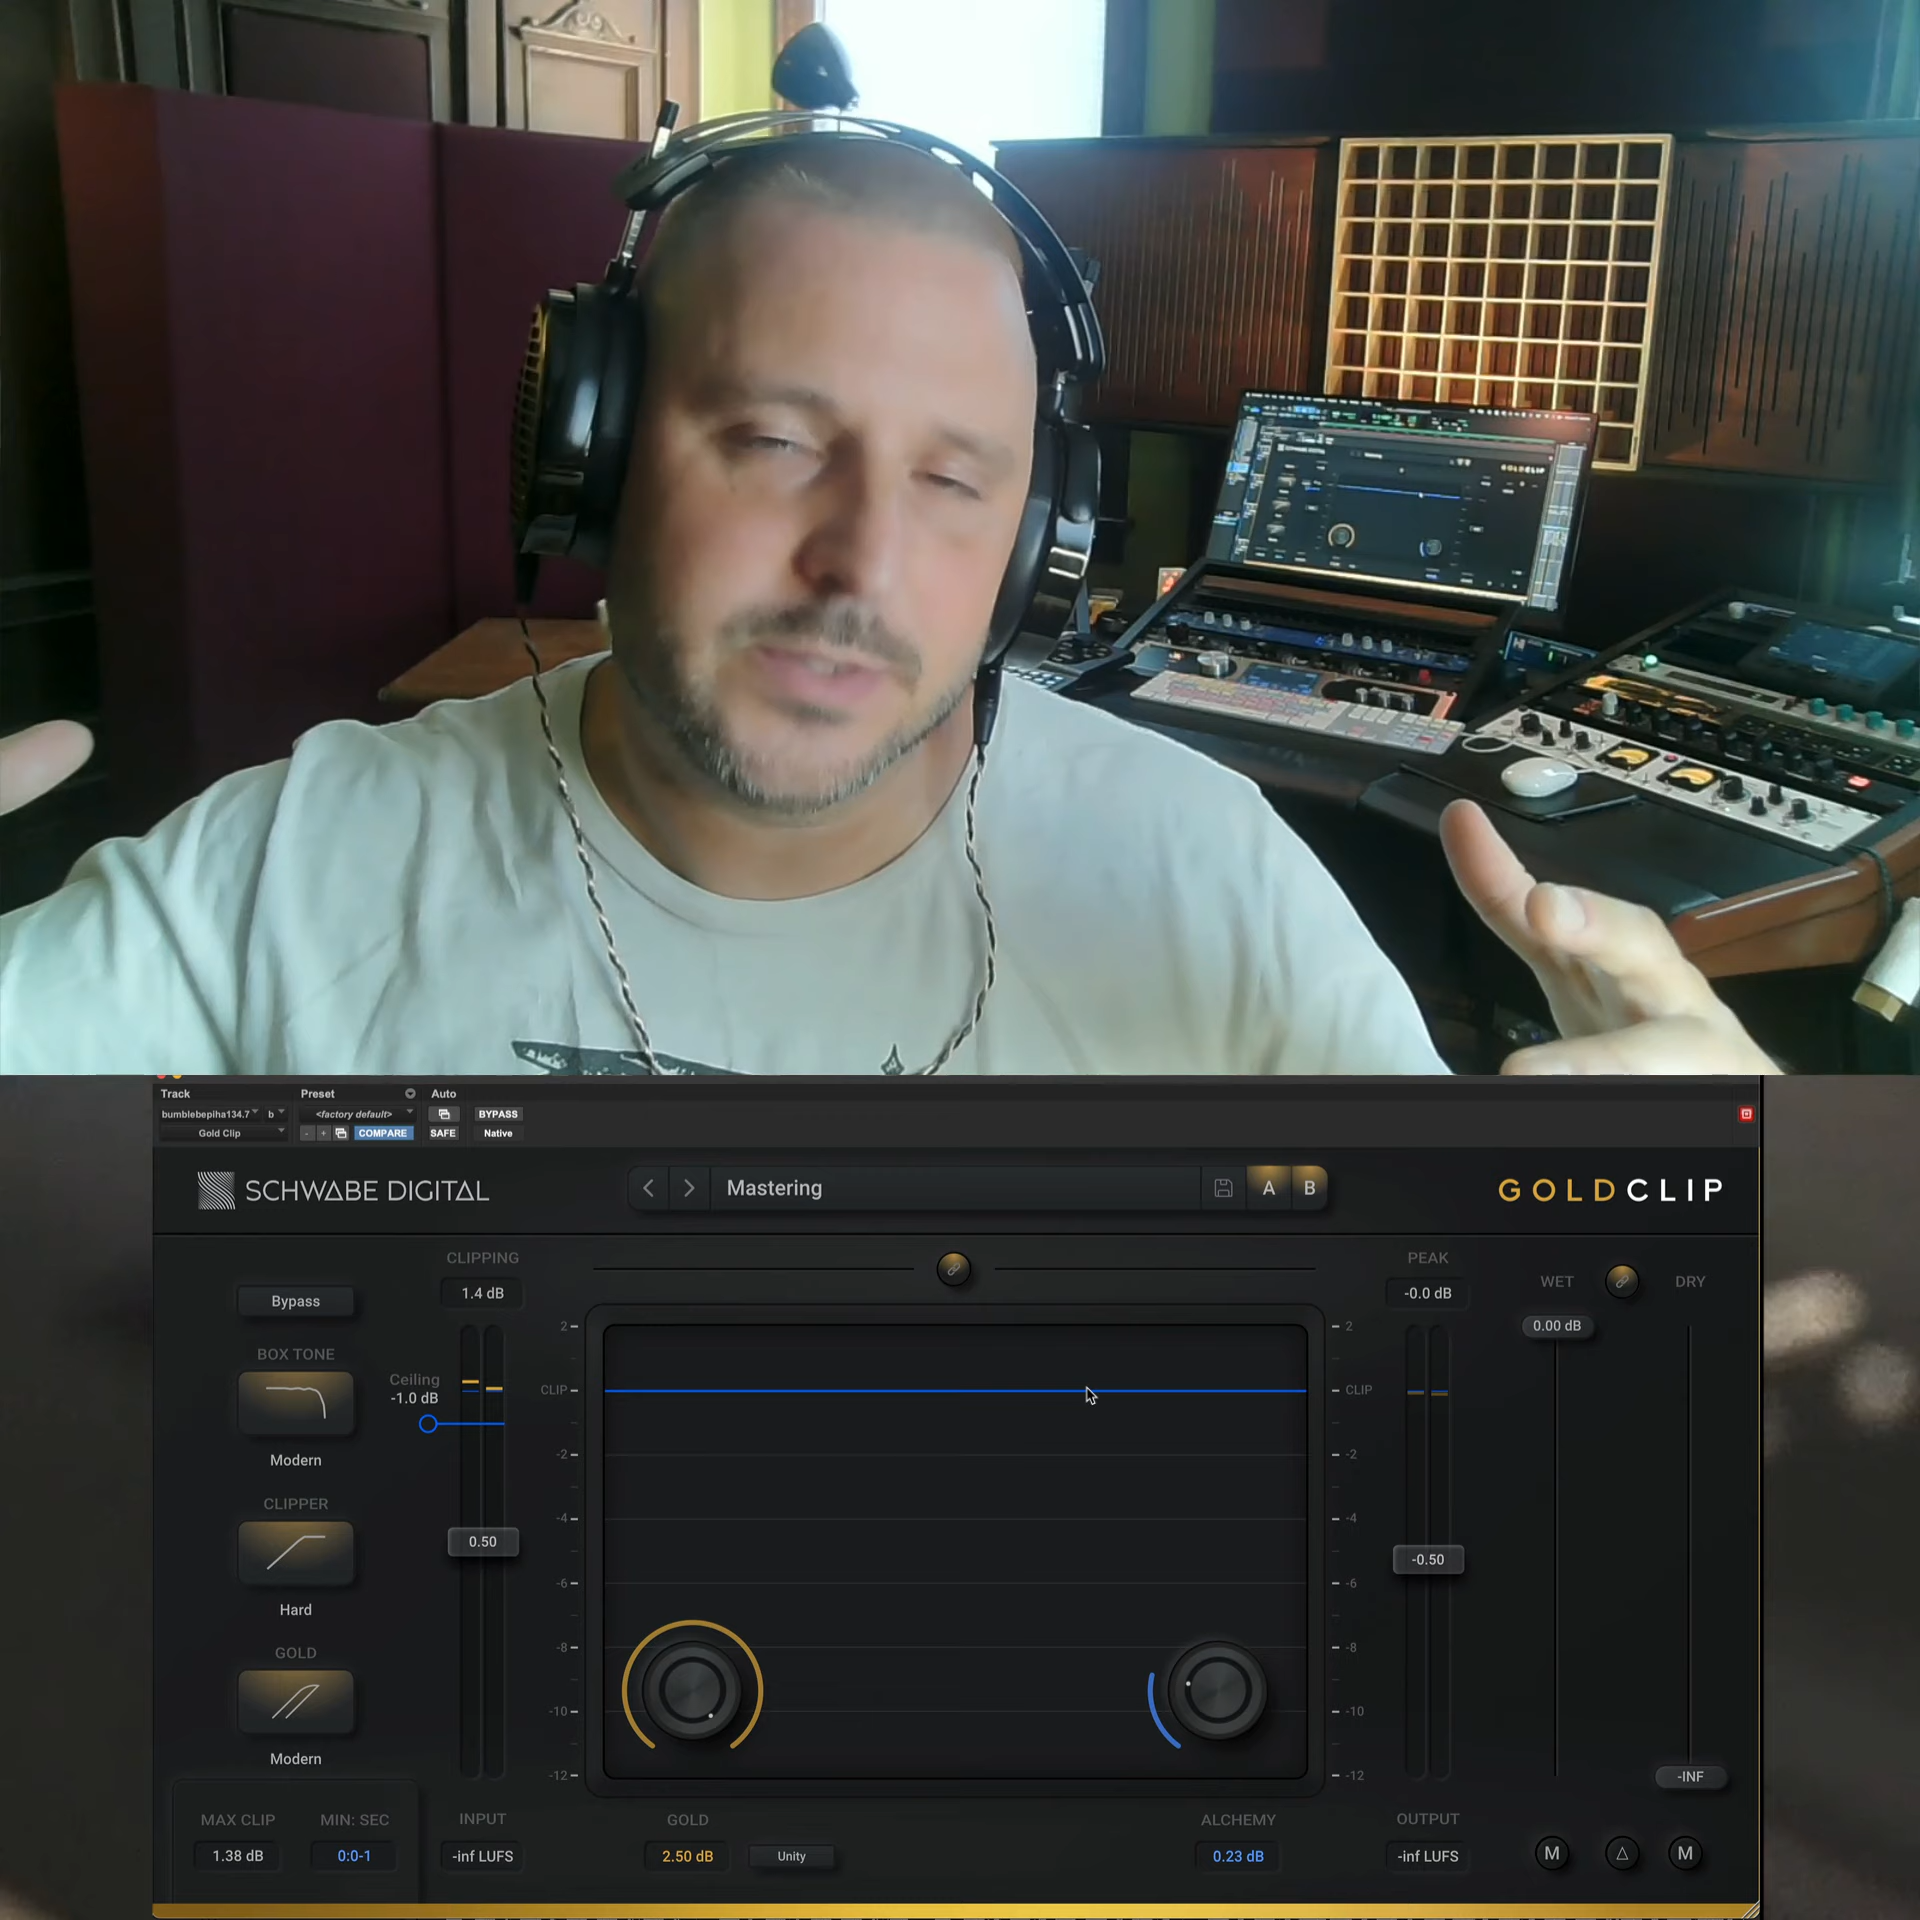 Track Preset Auto
bumblebepiha134.7 b <factory default> BYPASS
Gold Clip - + COMPARE SAFE Native
SCHWABE DIGITAL Mastering A B GOLDCLIP
CLIPPING PEAK
WET DRY
Bypass 1.4 dB -0.0 dB
2 2 0.00 dB
BOX TONE
Ceiling
-1.0 dB CLIP CLIP
Modern -2 -2
CLIPPER -4 -4
0.50 -0.50
Hard -6 -6
GOLD -8 -8
-10 -10
Modern -12 -12 -INF
MAX CLIP MIN: SEC INPUT GOLD ALCHEMY OUTPUT
1.38 dB 0:0-1 -inf LUFS 2.50 dB Unity 0.23 dB -inf LUFS M Δ M